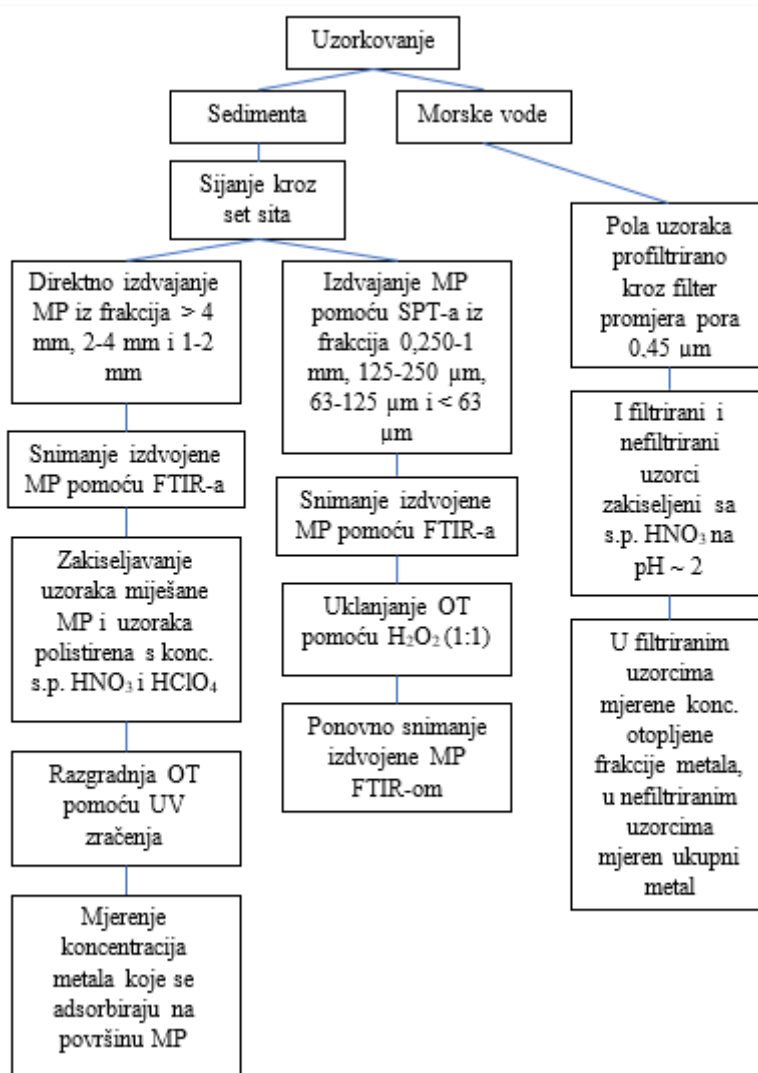 Uzorkovanje
Sedimenta
Morske vode
Sijanje kroz
set sita
Direktno izdvajanje
MP iz frakcija > 4
mm, 2-4 mm i 1-2
mm
Snimanje izdvojene
MP pomoću FTIR-a
Zakiseljavanje
uzoraka miješane
MP i uzoraka
polistirena s konc.
s.p. HNO₃ i HClO₄
Razgradnja OT
pomoću UV
zračenja
Mjerenje
koncentracija
metala koje se
adsorbiraju na
površinu MP
Izdvajanje MP
pomoću SPT-a iz
frakcija 0,250-1
mm, 125-250 µm,
63-125 µm i < 63
µm
Snimanje izdvojene
MP pomoću FTIR-a
Uklanjanje OT
pomoću H₂O₂ (1:1)
Ponovno snimanje
izdvojene MP
FTIR-om
Pola uzoraka
profiltrirano
kroz filter
promjera pora
0,45 µm
I filtrirani i
nefiltrirani
uzorci
zakiseljeni sa
s.p. HNO₃ na
pH ~ 2
U filtriranim
uzorcima
mjerene konc.
otopljene
frakcije metala,
u nefiltriranim
uzorcima
mjeren ukupni
metal